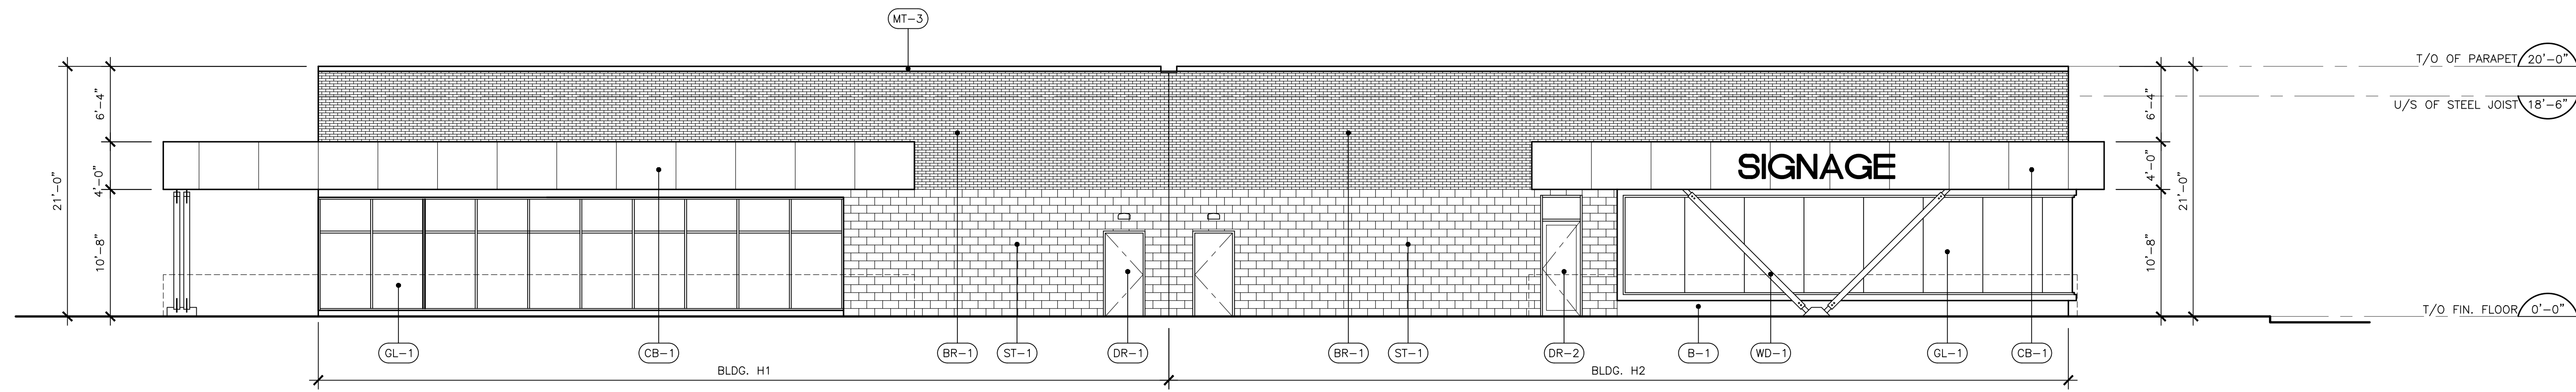 MT-3
T/O OF PARAPET 20'-0"
U/S OF STEEL JOIST 18'-6"
6'-4"
6'-4"
21'-0"
4'-0"
SIGNAGE
4'-0"
21'-0"
10'-8"
10'-8"
T/O FIN. FLOOR 0'-0"
GL-1 CB-1 BR-1 ST-1 DR-1 BR-1 ST-1 DR-2 B-1 WD-1 GL-1 CB-1
BLDG. H1 BLDG. H2